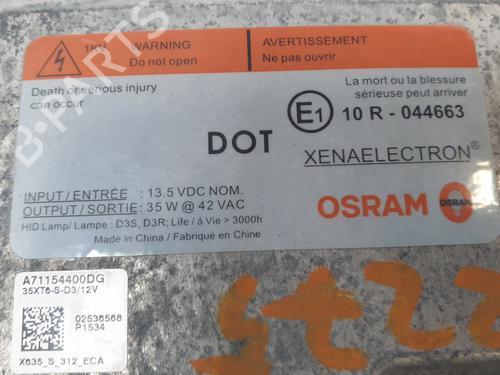 1KV WARNING
Do not open
AVERTISSEMENT
Ne pas ouvrir
Death or serious injury
can occur
La mort ou la blessure
sérieuse peut arriver
E1 10 R - 044663
DOT
XENAELECTRON®
INPUT / ENTRÉE : 13.5 VDC NOM.
OUTPUT / SORTIE: 35 W @ 42 VAC
HID Lamp/ Lampe : D3S, D3R; Life / á Vie > 3000h
Made in China / Fabriqué en Chine
OSRAM
A71154400DG
35XT6-S-D3/12V
02536568
P1534
X635_S_312_ECA
B-PARTS